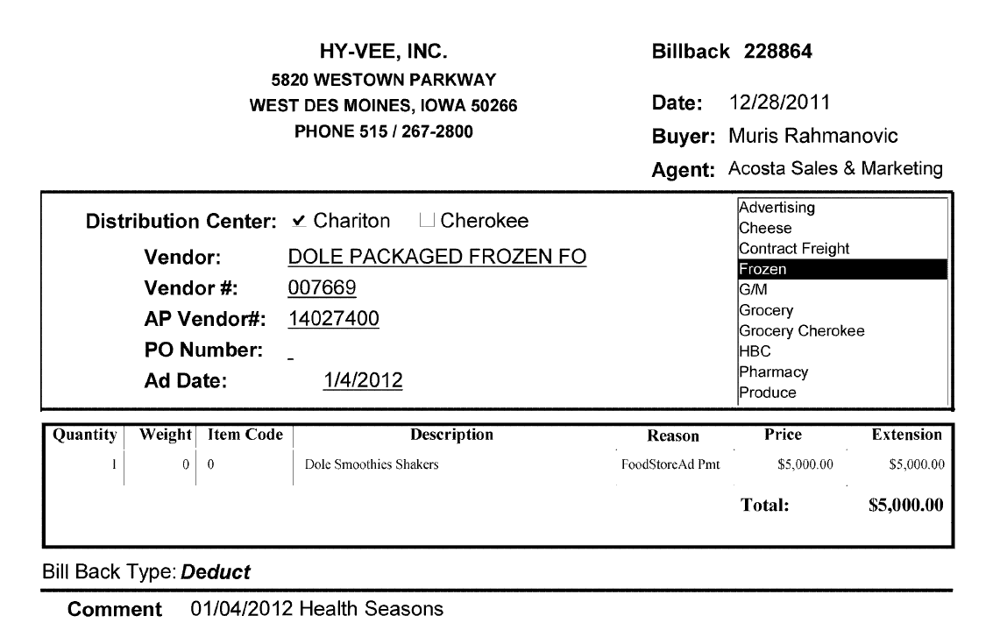 HY-VEE, INC.
5820 WESTOWN PARKWAY
WEST DES MOINES, IOWA 50266
PHONE 515 / 267-2800
Billback 228864
Date: 12/28/2011
Buyer: Muris Rahmanovic
Agent: Acosta Sales & Marketing
Distribution Center: ✔ Chariton ☐ Cherokee
Vendor: DOLE PACKAGED FROZEN FO
Vendor #: 007669
AP Vendor#: 14027400
PO Number:
Ad Date: 1/4/2012
Advertising
Cheese
Contract Freight
Frozen
G/M
Grocery
Grocery Cherokee
HBC
Pharmacy
Produce
Quantity Weight Item Code Description Reason Price Extension
1 0 0 Dole Smoothies Shakers FoodStoreAd Pmt $5,000.00 $5,000.00
Total: $5,000.00
Bill Back Type: Deduct
Comment 01/04/2012 Health Seasons